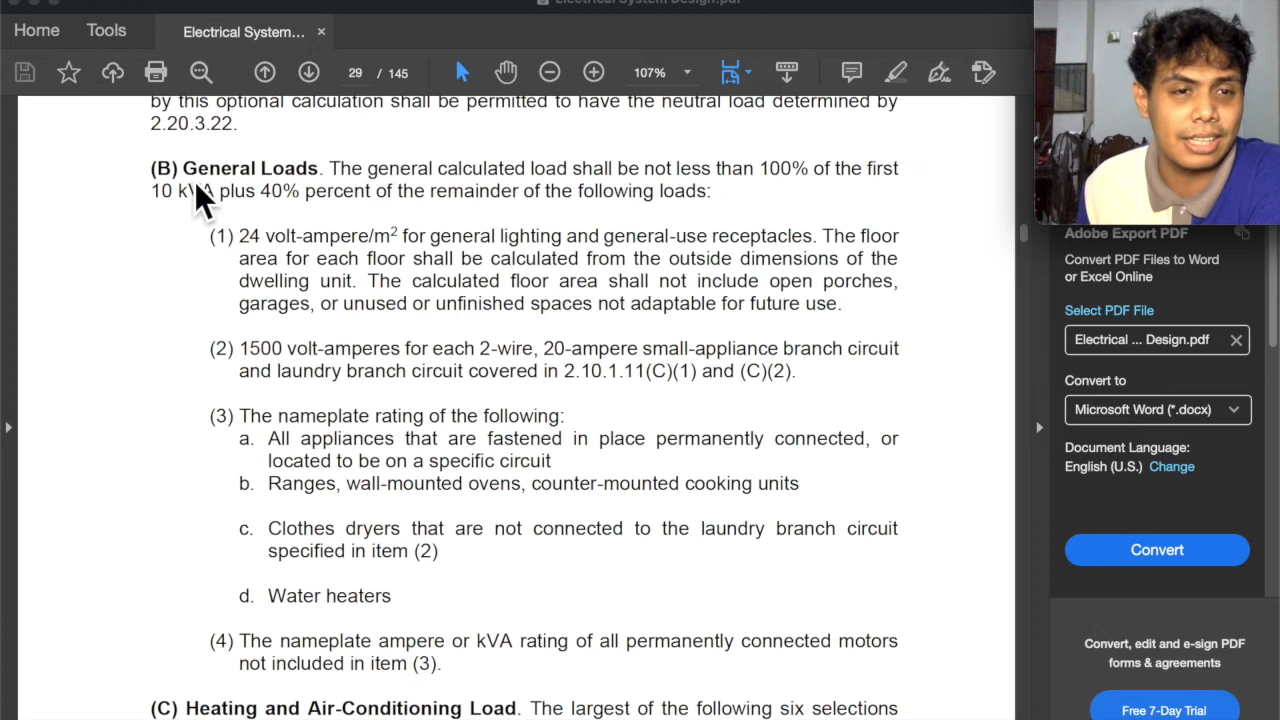 Electrical System Design.pdf
Home
Tools
Electrical System...
29 / 145
107%
by this optional calculation shall be permitted to have the neutral load determined by
2.20.3.22.
(B) General Loads. The general calculated load shall be not less than 100% of the first
10 kVA plus 40% percent of the remainder of the following loads:
(1) 24 volt-ampere/m² for general lighting and general-use receptacles. The floor
area for each floor shall be calculated from the outside dimensions of the
dwelling unit. The calculated floor area shall not include open porches,
garages, or unused or unfinished spaces not adaptable for future use.
(2) 1500 volt-amperes for each 2-wire, 20-ampere small-appliance branch circuit
and laundry branch circuit covered in 2.10.1.11(C)(1) and (C)(2).
(3) The nameplate rating of the following:
a. All appliances that are fastened in place permanently connected, or
located to be on a specific circuit
b. Ranges, wall-mounted ovens, counter-mounted cooking units
c. Clothes dryers that are not connected to the laundry branch circuit
specified in item (2)
d. Water heaters
(4) The nameplate ampere or kVA rating of all permanently connected motors
not included in item (3).
(C) Heating and Air-Conditioning Load. The largest of the following six selections
Adobe Export PDF
Convert PDF Files to Word
or Excel Online
Select PDF File
Electrical ... Design.pdf
Convert to
Microsoft Word (*.docx)
Document Language:
English (U.S.) Change
Convert
Convert, edit and e-sign PDF
forms & agreements
Free 7-Day Trial